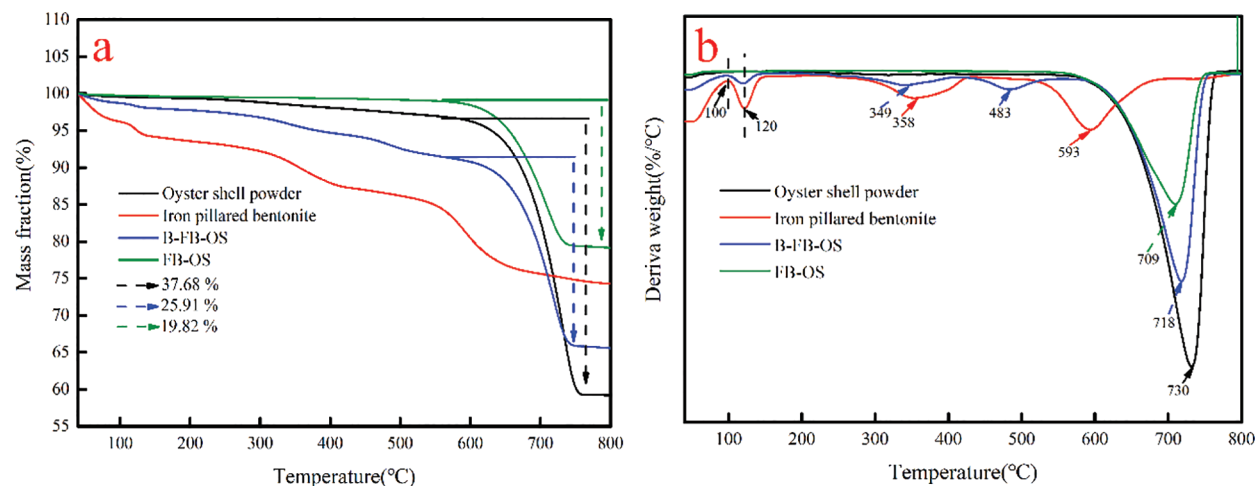 a
110
105
100
95
90
85
80
75
70
65
60
55
Mass fraction(%)
Oyster shell powder
Iron pillared bentonite
B-FB-OS
FB-OS
37.68 %
25.91 %
19.82 %
100 200 300 400 500 600 700 800
Temperature(℃)
b
Deriva weight(%/℃)
100
120
349
358
483
593
709
718
730
Oyster shell powder
Iron pillared bentonite
B-FB-OS
FB-OS
100 200 300 400 500 600 700 800
Temperature(℃)